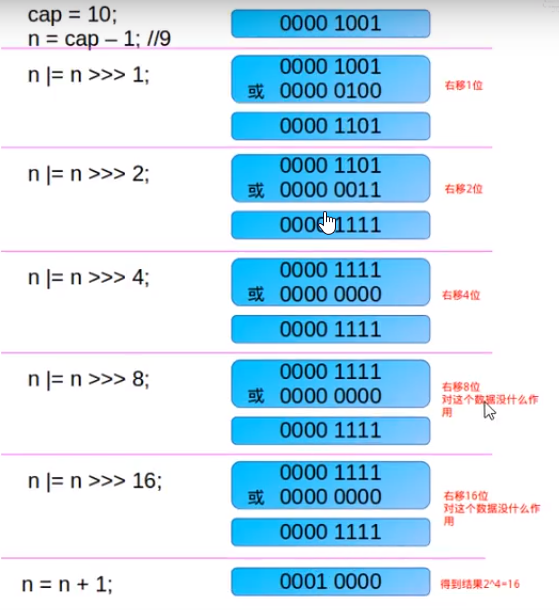 cap = 10;
n = cap – 1; //9
0000 1001
n |= n >>> 1;
0000 1001
或 0000 0100
右移1位
0000 1101
n |= n >>> 2;
0000 1101
或 0000 0011
右移2位
0000 1111
n |= n >>> 4;
0000 1111
或 0000 0000
右移4位
0000 1111
n |= n >>> 8;
0000 1111
或 0000 0000
右移8位
对这个数据没什么作
用
0000 1111
n |= n >>> 16;
0000 1111
或 0000 0000
右移16位
对这个数据没什么作
用
0000 1111
n = n + 1;
0001 0000
得到结果2^4=16